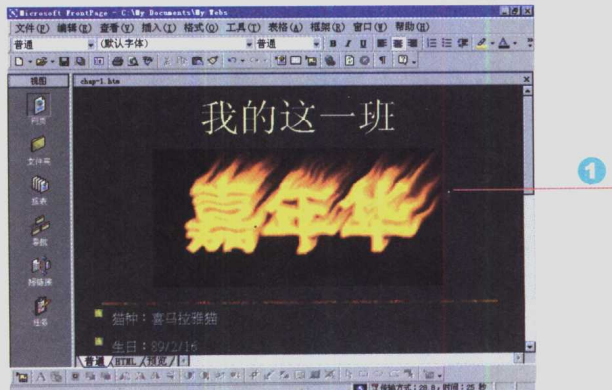 Microsoft FrontPage - C:\My Documents\My Webs
文件(F) 编辑(E) 查看(V) 插入(I) 格式(O) 工具(T) 表格(A) 框架(R) 窗口(W) 帮助(H)
普通 (默认字体) 普通 B I U
视图 chap-1.htm
网页
文件夹
报表
导航
超链接
任务
我的这一班
嘉年华
1
猫种：喜马拉雅猫
生日：89/2/16
普通 HTML 预览